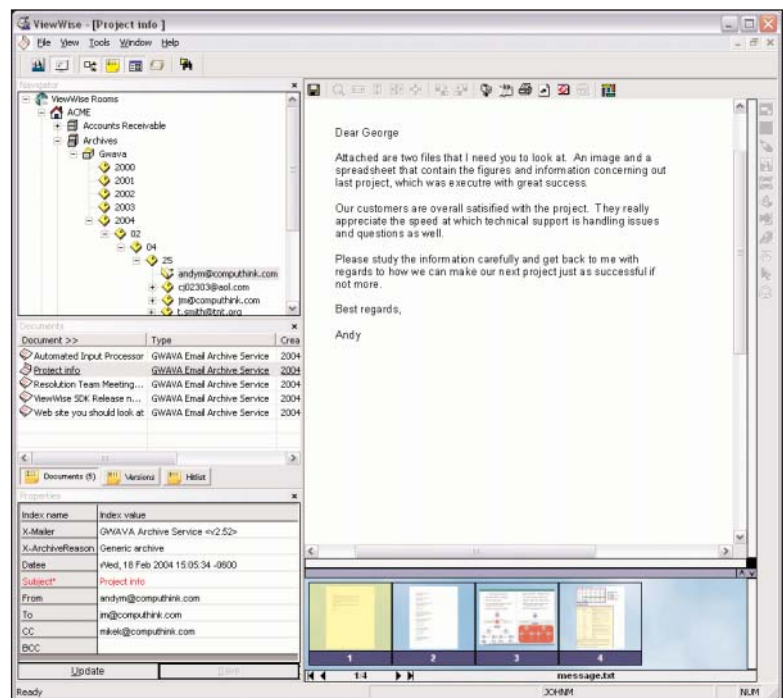 ViewWise - [Project info ]
File View Tools Window Help
Navigator
ViewWise Rooms
ACME
Accounts Receivable
Archives
Gwava
2000
2001
2002
2003
2004
02
04
25
andym@computhink.com
cj02303@aol.com
jm@computhink.com
t.smith@tnt.org
Documents
Document >> Type Crea
Automated Input Processor GWAVA Email Archive Service 2004
Project info GWAVA Email Archive Service 2004
Resolution Team Meeting... GWAVA Email Archive Service 2004
ViewWise SDK Release n... GWAVA Email Archive Service 2004
Web site you should look at GWAVA Email Archive Service 2004
Documents (5) Versions Hitlist
Properties
Index name Index value
X-Mailer GWAVA Archive Service <v2.52>
X-ArchiveReason Generic archive
Datee Wed, 18 Feb 2004 15:05:34 -0600
Subject* Project info
From andym@computhink.com
To jm@computhink.com
CC mikek@computhink.com
BCC
Update Save
Dear George
Attached are two files that I need you to look at. An image and a
spreadsheet that contain the figures and information concerning out
last project, which was executre with great success.
Our customers are overall satisified with the project. They really
appreciate the speed at which technical support is handling issues
and questions as well.
Please study the information carefully and get back to me with
regards to how we can make our next project just as successful if
not more.
Best regards,
Andy
1 2 3 4
1:4 message.txt
Ready JOHNM NUM